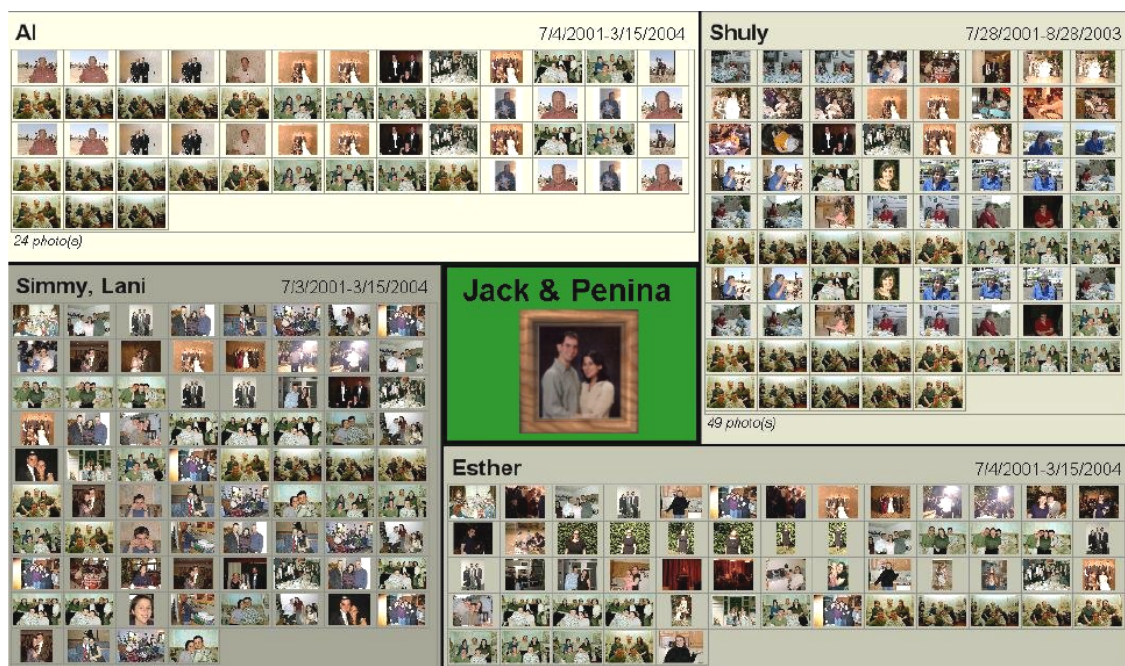 Al
7/4/2001-3/15/2004
24 photo(s)
Shuly
7/28/2001-8/28/2003
49 photo(s)
Simmy, Lani
7/3/2001-3/15/2004
Jack & Penina
Esther
7/4/2001-3/15/2004